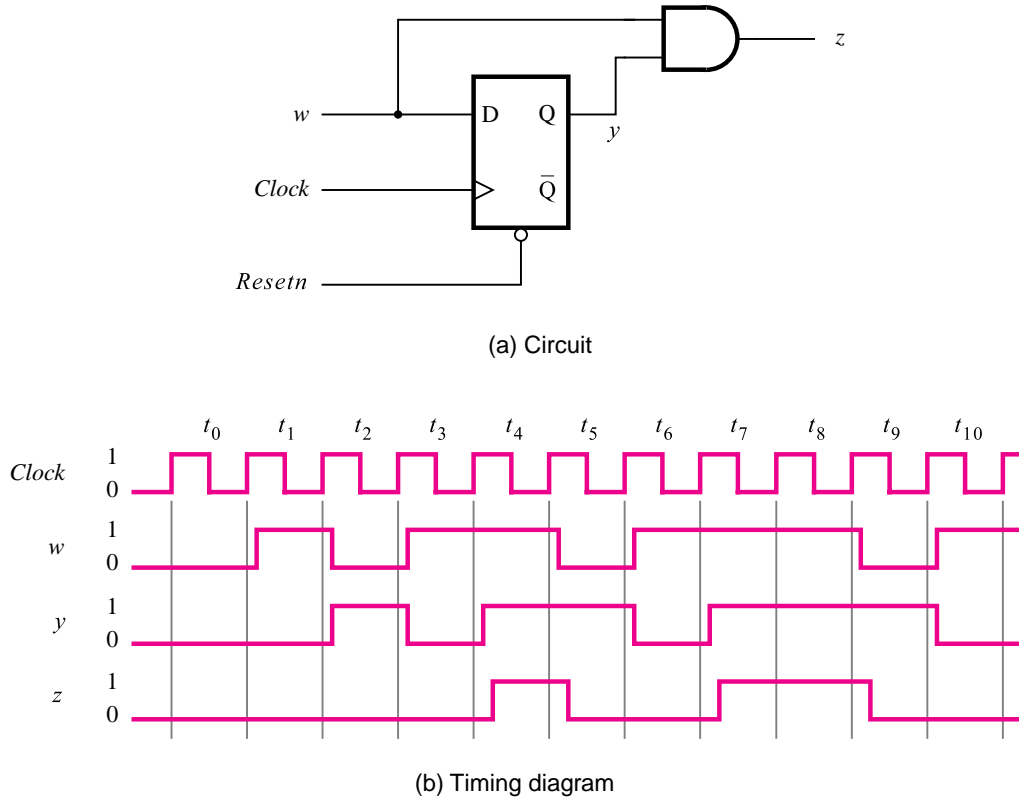 z
w
D Q
y
Clock
Q̅
Resetn
(a) Circuit
t0 t1 t2 t3 t4 t5 t6 t7 t8 t9 t10
Clock 1
0
w 1
0
y 1
0
z 1
0
(b) Timing diagram